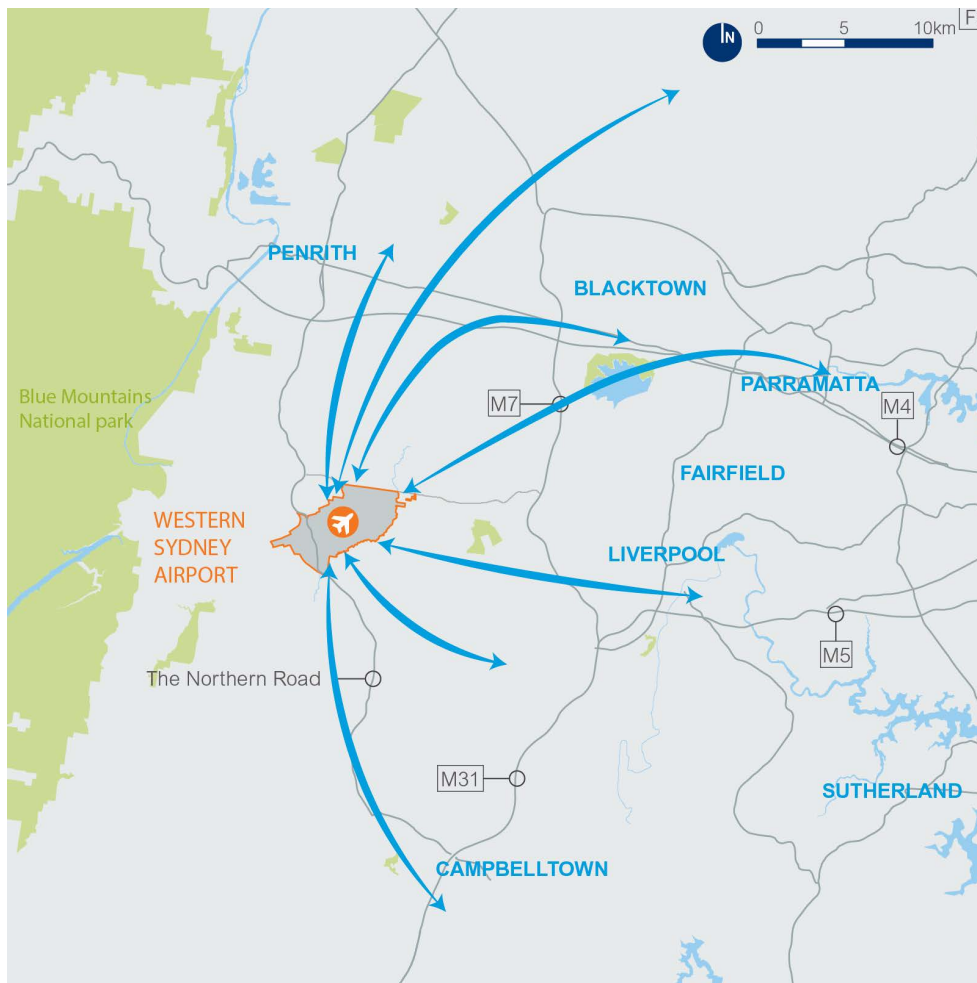 F
0 5 10km
N
PENRITH
BLACKTOWN
Blue Mountains
National park
PARRAMATTA
M7
M4
FAIRFIELD
WESTERN
SYDNEY
AIRPORT
LIVERPOOL
M5
The Northern Road
M31
SUTHERLAND
CAMPBELLTOWN